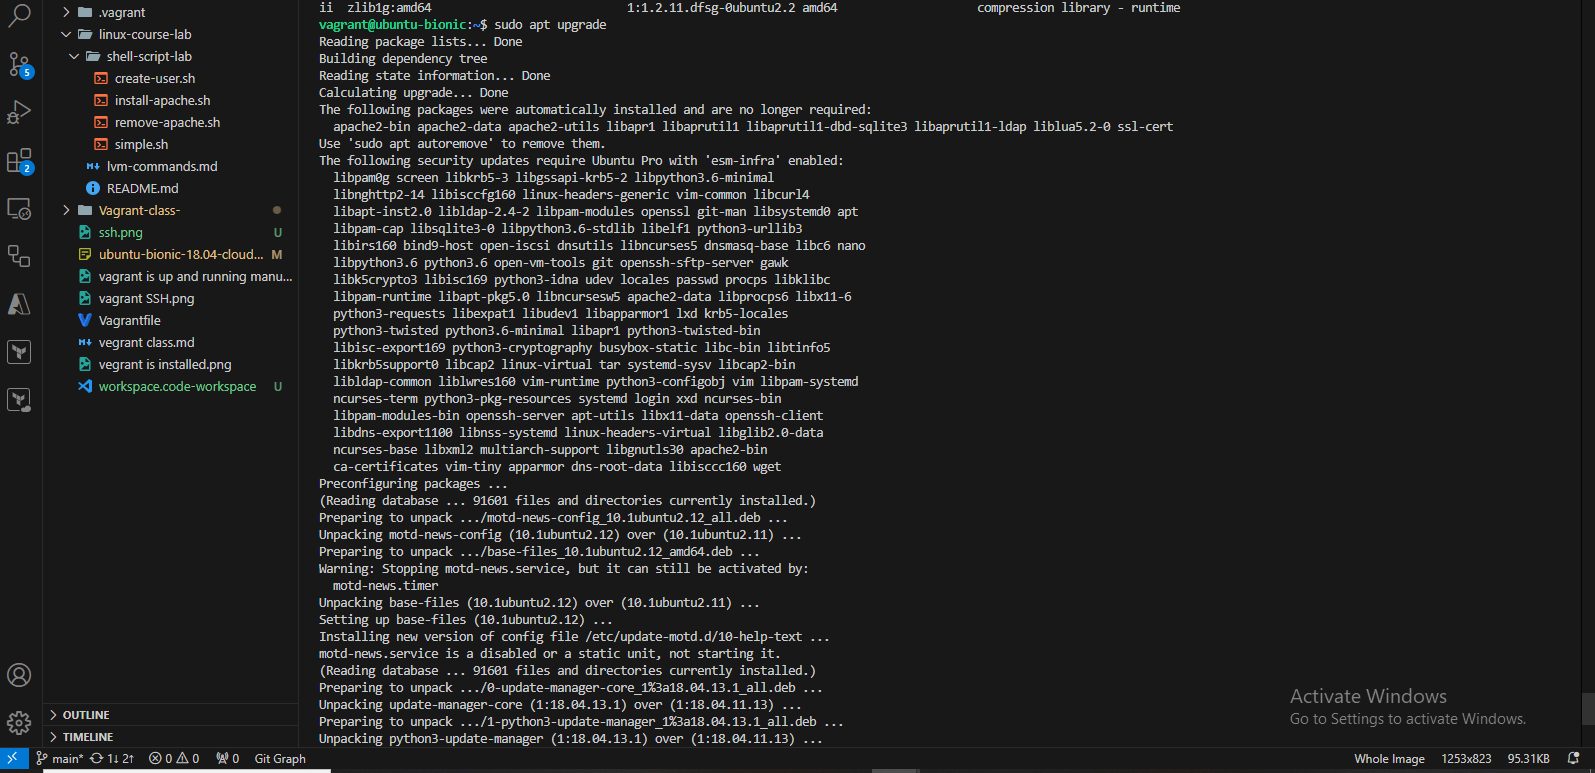 .vagrant
linux-course-lab
shell-script-lab
create-user.sh
install-apache.sh
remove-apache.sh
simple.sh
lvm-commands.md
README.md
Vagrant-class-
ssh.png U
ubuntu-bionic-18.04-cloud... M
vagrant is up and running manu...
vagrant SSH.png
Vagrantfile
vegrant class.md
vegrant is installed.png
workspace.code-workspace U
5
2
OUTLINE
TIMELINE
ii  zlib1g:amd64                            1:1.2.11.dfsg-0ubuntu2.2 amd64                    compression library - runtime
vagrant@ubuntu-bionic:~$ sudo apt upgrade
Reading package lists... Done
Building dependency tree
Reading state information... Done
Calculating upgrade... Done
The following packages were automatically installed and are no longer required:
  apache2-bin apache2-data apache2-utils libapr1 libaprutil1 libaprutil1-dbd-sqlite3 libaprutil1-ldap liblua5.2-0 ssl-cert
Use 'sudo apt autoremove' to remove them.
The following security updates require Ubuntu Pro with 'esm-infra' enabled:
  libpam0g screen libkrb5-3 libgssapi-krb5-2 libpython3.6-minimal
  libnghttp2-14 libisccfg160 linux-headers-generic vim-common libcurl4
  libapt-inst2.0 libldap-2.4-2 libpam-modules openssl git-man libsystemd0 apt
  libpam-cap libsqlite3-0 libpython3.6-stdlib libelf1 python3-urllib3
  libirs160 bind9-host open-iscsi dnsutils libncurses5 dnsmasq-base libc6 nano
  libpython3.6 python3.6 open-vm-tools git openssh-sftp-server gawk
  libk5crypto3 libisc169 python3-idna udev locales passwd procps libklibc
  libpam-runtime libapt-pkg5.0 libncursesw5 apache2-data libprocps6 libx11-6
  python3-requests libexpat1 libudev1 libapparmor1 lxd krb5-locales
  python3-twisted python3.6-minimal libapr1 python3-twisted-bin
  libisc-export169 python3-cryptography busybox-static libc-bin libtinfo5
  libkrb5support0 libcap2 linux-virtual tar systemd-sysv libcap2-bin
  libldap-common liblwres160 vim-runtime python3-configobj vim libpam-systemd
  ncurses-term python3-pkg-resources systemd login xxd ncurses-bin
  libpam-modules-bin openssh-server apt-utils libx11-data openssh-client
  libdns-export1100 libnss-systemd linux-headers-virtual libglib2.0-data
  ncurses-base libxml2 multiarch-support libgnutls30 apache2-bin
  ca-certificates vim-tiny apparmor dns-root-data libisccc160 wget
Preconfiguring packages ...
(Reading database ... 91601 files and directories currently installed.)
Preparing to unpack .../motd-news-config_10.1ubuntu2.12_all.deb ...
Unpacking motd-news-config (10.1ubuntu2.12) over (10.1ubuntu2.11) ...
Preparing to unpack .../base-files_10.1ubuntu2.12_amd64.deb ...
Warning: Stopping motd-news.service, but it can still be activated by:
  motd-news.timer
Unpacking base-files (10.1ubuntu2.12) over (10.1ubuntu2.11) ...
Setting up base-files (10.1ubuntu2.12) ...
Installing new version of config file /etc/update-motd.d/10-help-text ...
motd-news.service is a disabled or a static unit, not starting it.
(Reading database ... 91601 files and directories currently installed.)
Preparing to unpack .../0-update-manager-core_1%3a18.04.13.1_all.deb ...
Unpacking update-manager-core (1:18.04.13.1) over (1:18.04.11.13) ...
Preparing to unpack .../1-python3-update-manager_1%3a18.04.13.1_all.deb ...
Unpacking python3-update-manager (1:18.04.13.1) over (1:18.04.11.13) ...
Activate Windows
Go to Settings to activate Windows.
main* 1↓ 2↑ 0 0 0 Git Graph Whole Image 1253x823 95.31KB